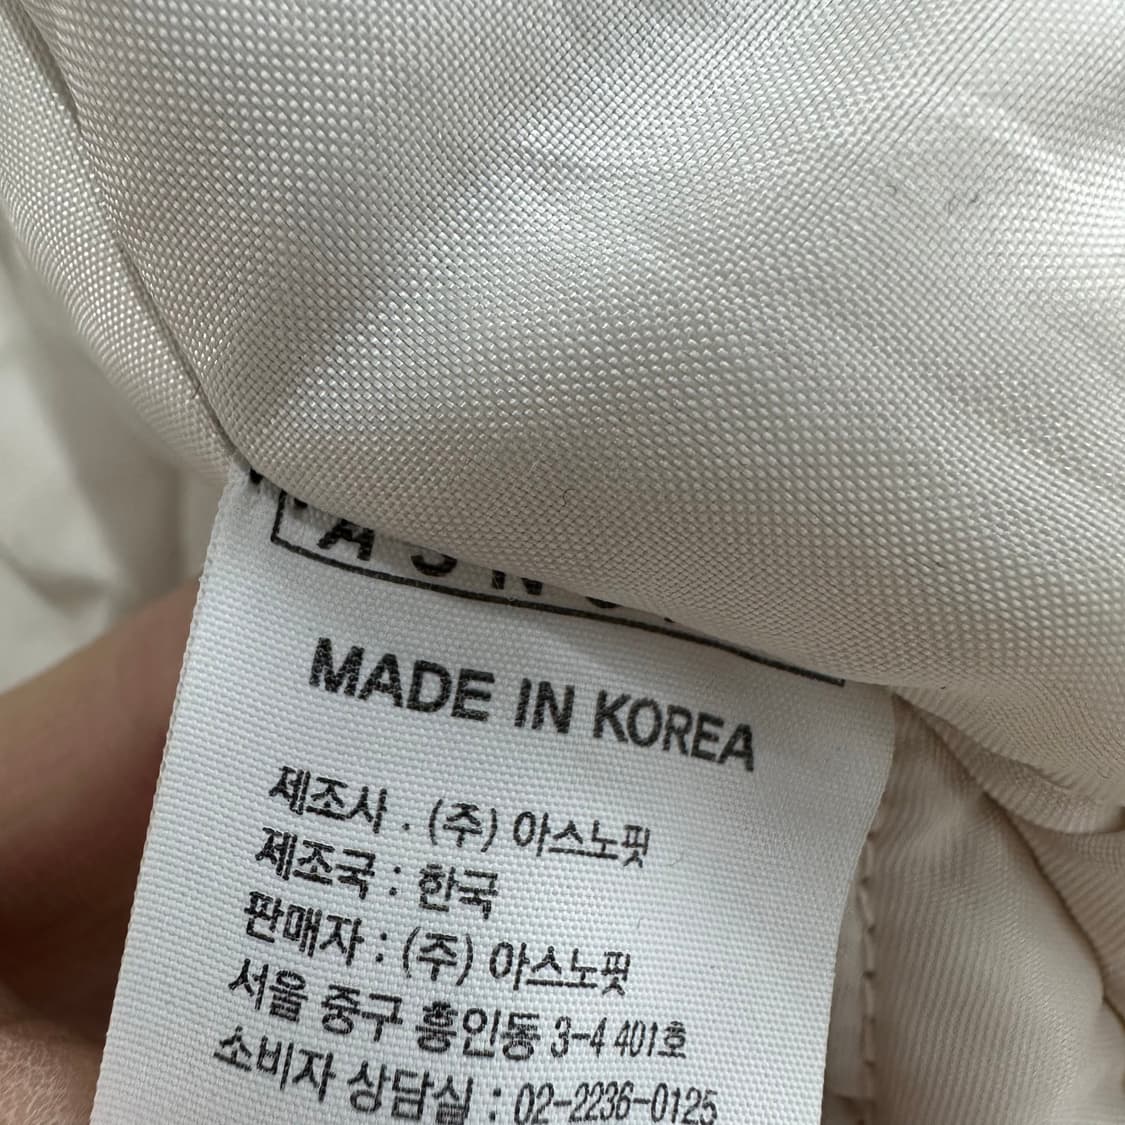 MADE IN KOREA
제조사 . (주) 아스노핏
제조국 : 한국
판매자 : (주) 아스노핏
서울 중구 흥인동 3-4 401호
소비자 상담실 : 02-2236-0125